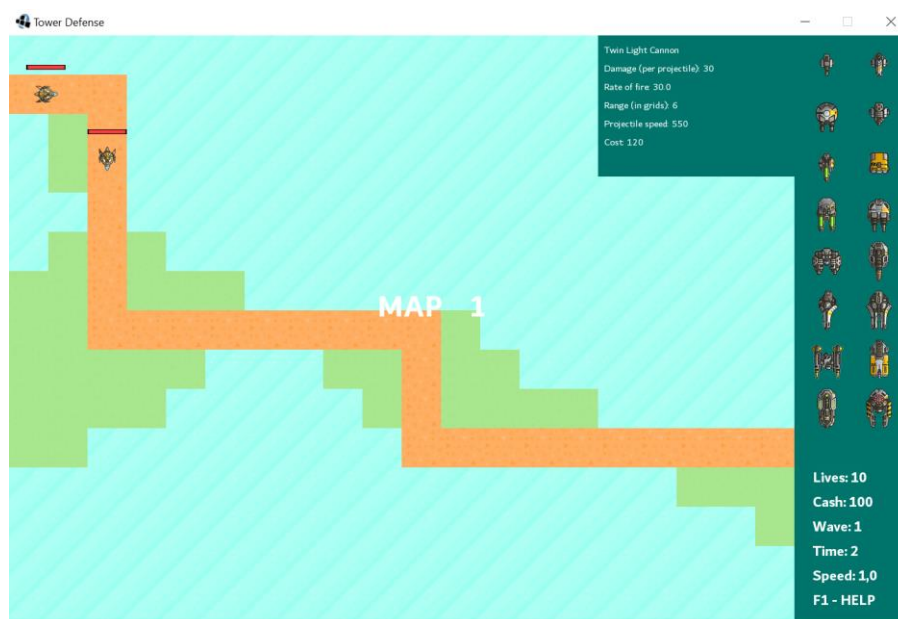 Tower Defense
Twin Light Cannon
Damage (per projectile): 30
Rate of fire: 30.0
Range (in grids): 6
Projectile speed: 550
Cost: 120
MAP 1
Lives: 10
Cash: 100
Wave: 1
Time: 2
Speed: 1,0
F1 - HELP